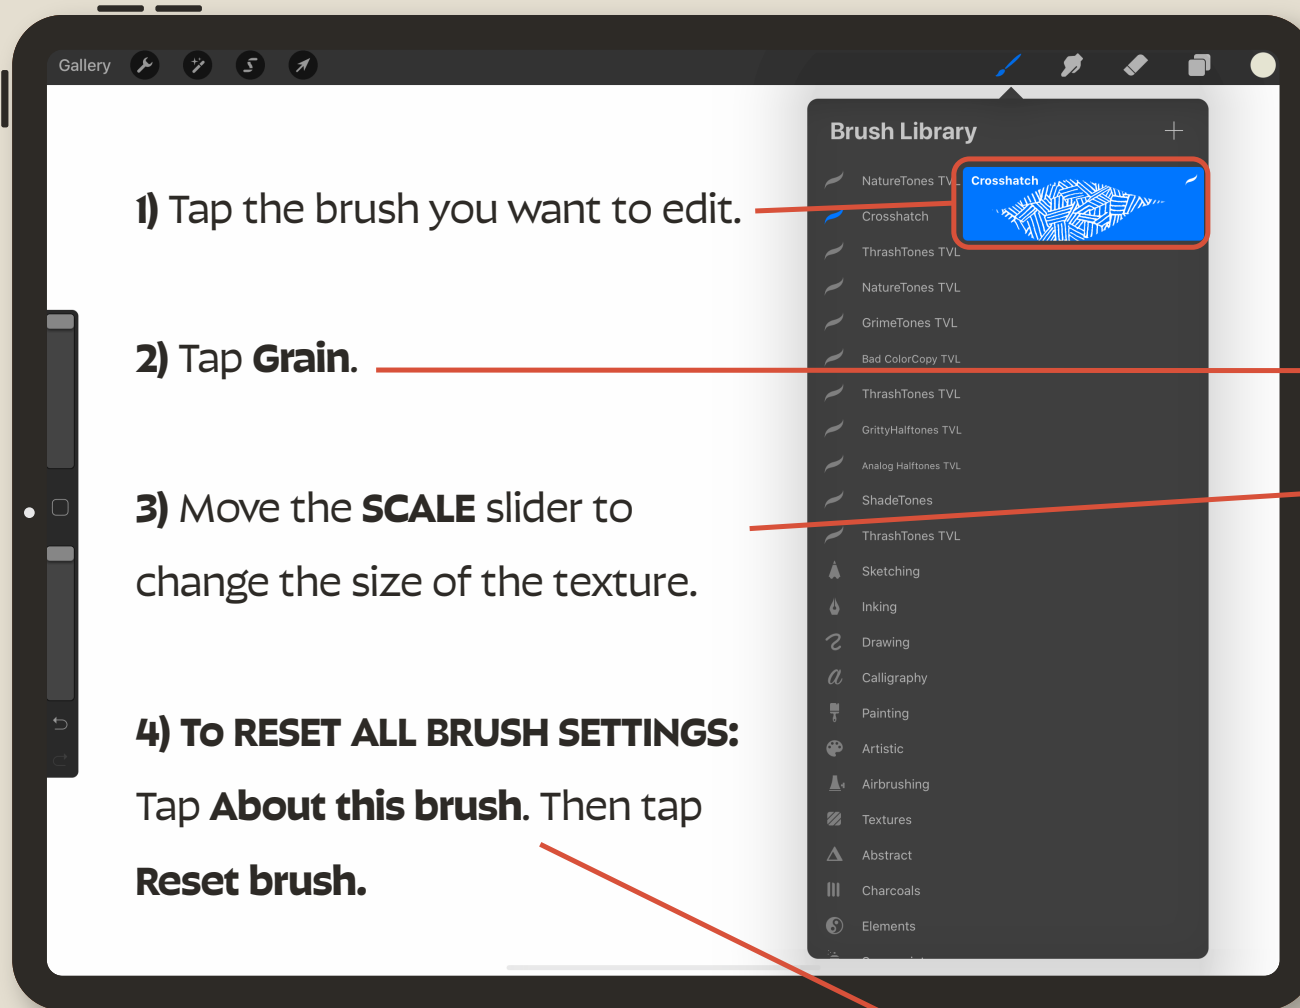 Gallery
1) Tap the brush you want to edit.
2) Tap Grain.
3) Move the SCALE slider to
change the size of the texture.
4) To RESET ALL BRUSH SETTINGS:
Tap About this brush. Then tap
Reset brush.
Brush Library
NatureTones TVL
Crosshatch
Crosshatch
ThrashTones TVL
NatureTones TVL
GrimeTones TVL
Bad ColorCopy TVL
ThrashTones TVL
GrittyHalftones TVL
Analog Halftones TVL
ShadeTones
ThrashTones TVL
Sketching
Inking
Drawing
Calligraphy
Painting
Artistic
Airbrushing
Textures
Abstract
Charcoals
Elements